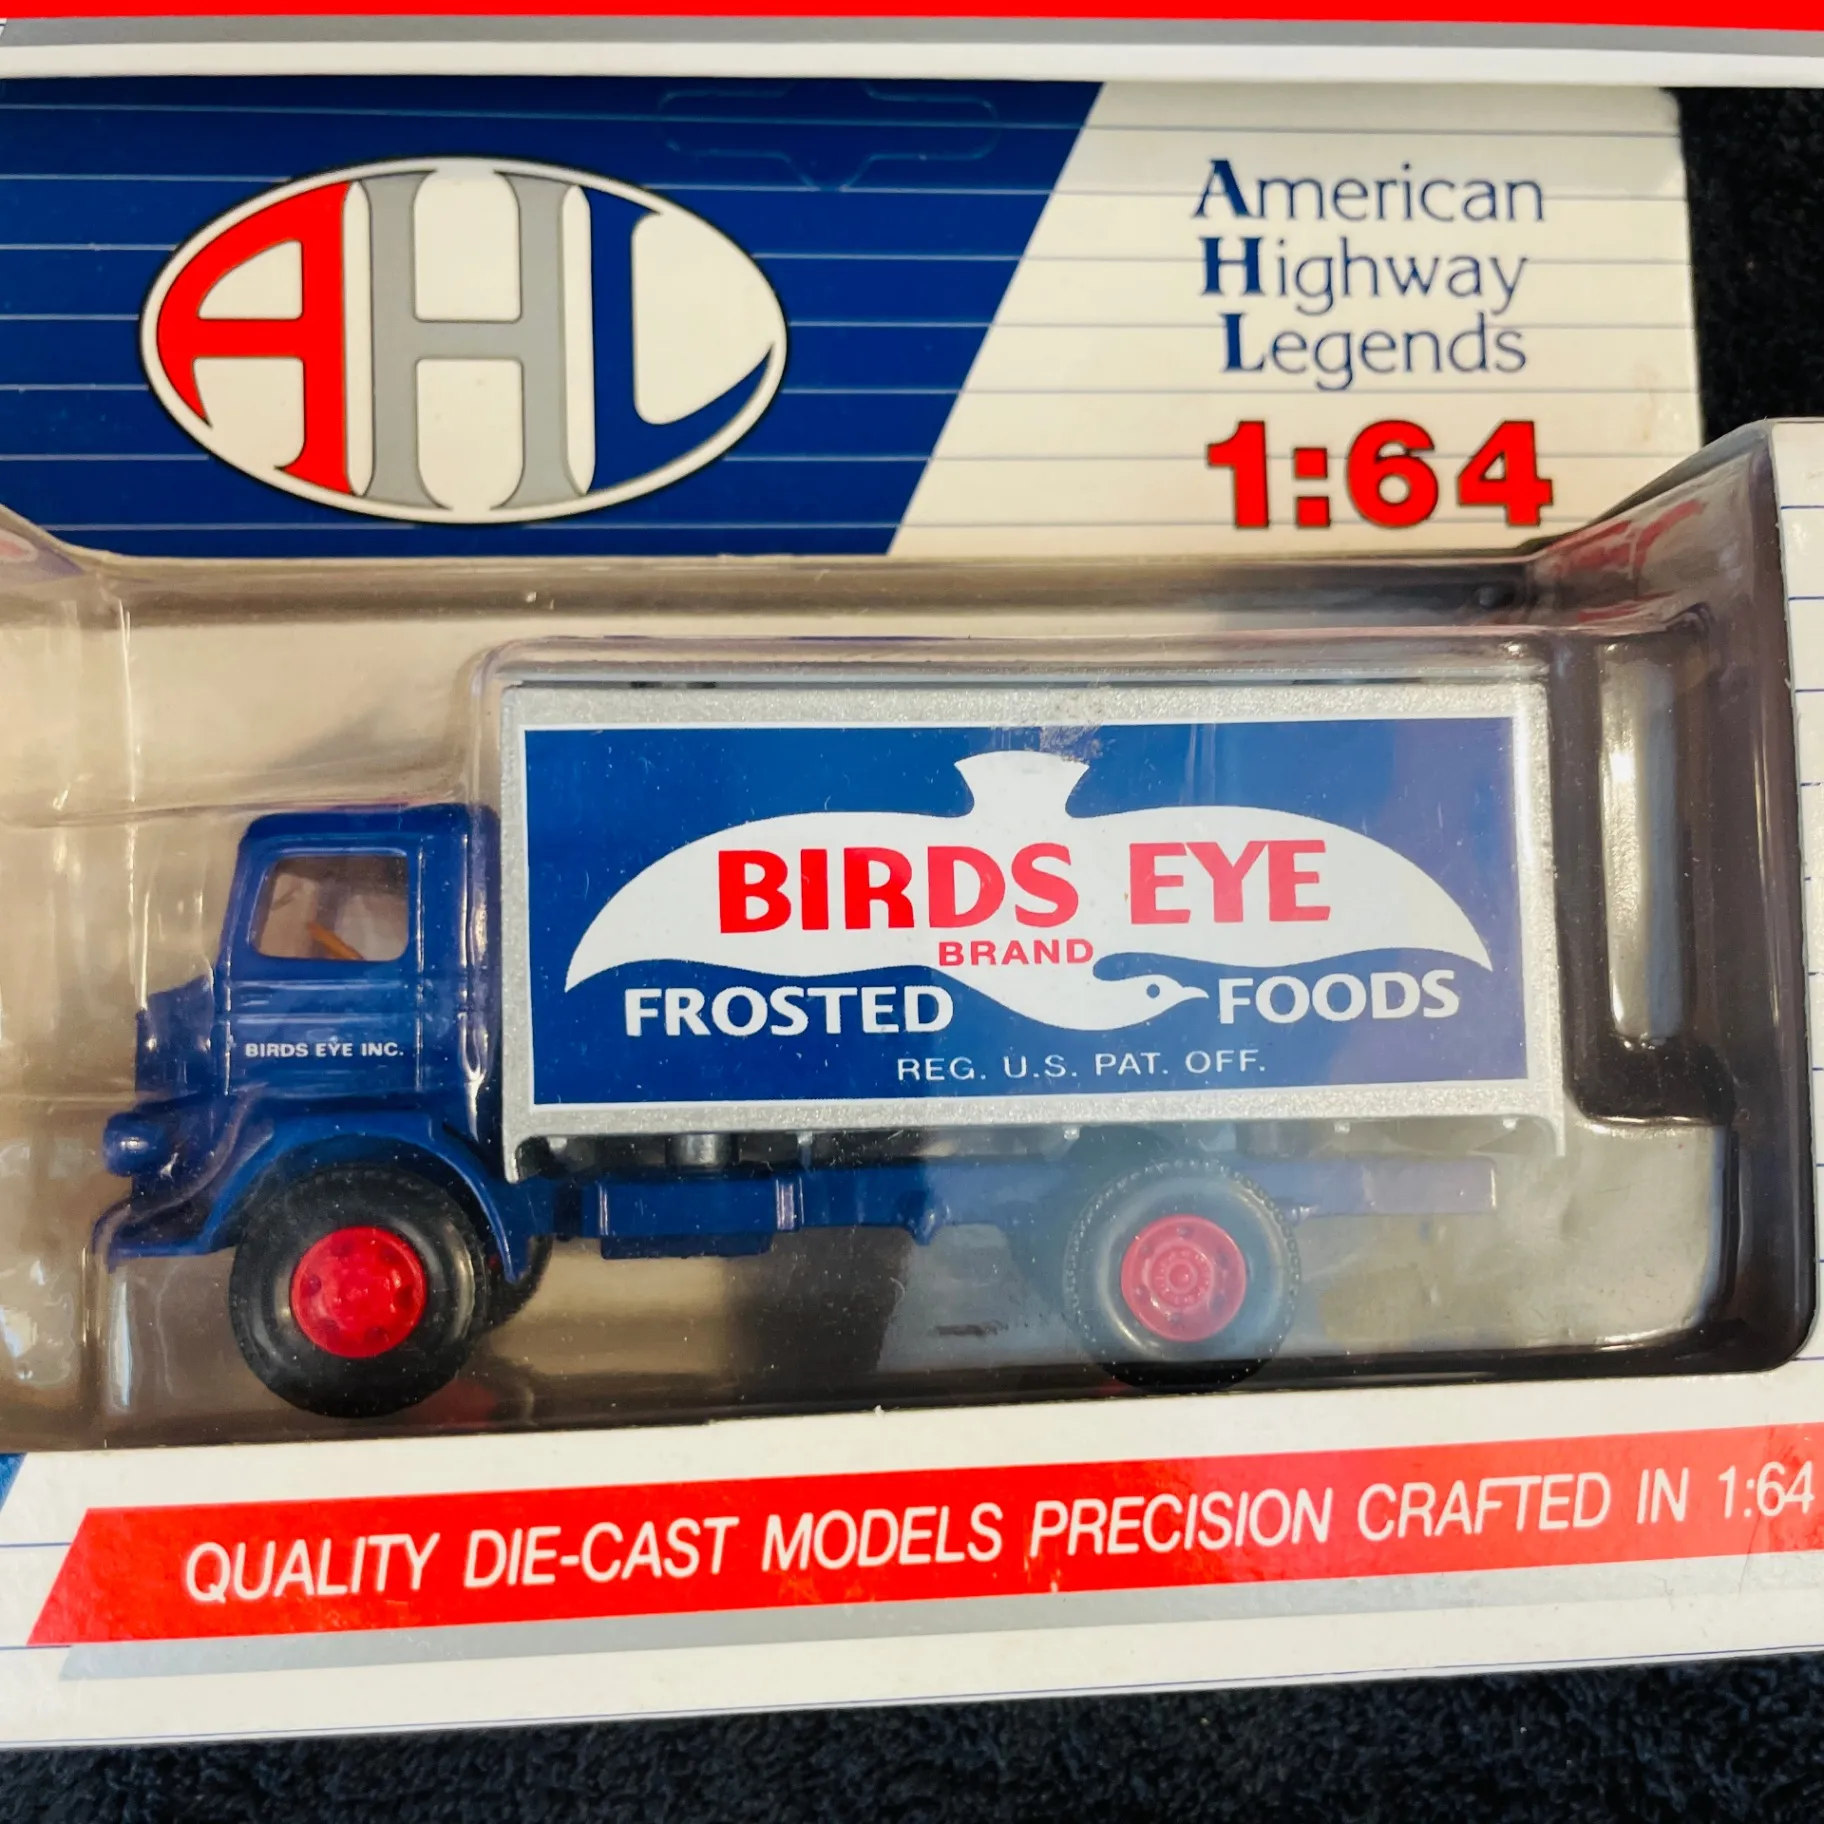 AHL
American
Highway
Legends
1:64
BIRDS EYE
BRAND
FROSTED FOODS
REG. U.S. PAT. OFF.
BIRDS EYE INC.
QUALITY DIE-CAST MODELS PRECISION CRAFTED IN 1:64